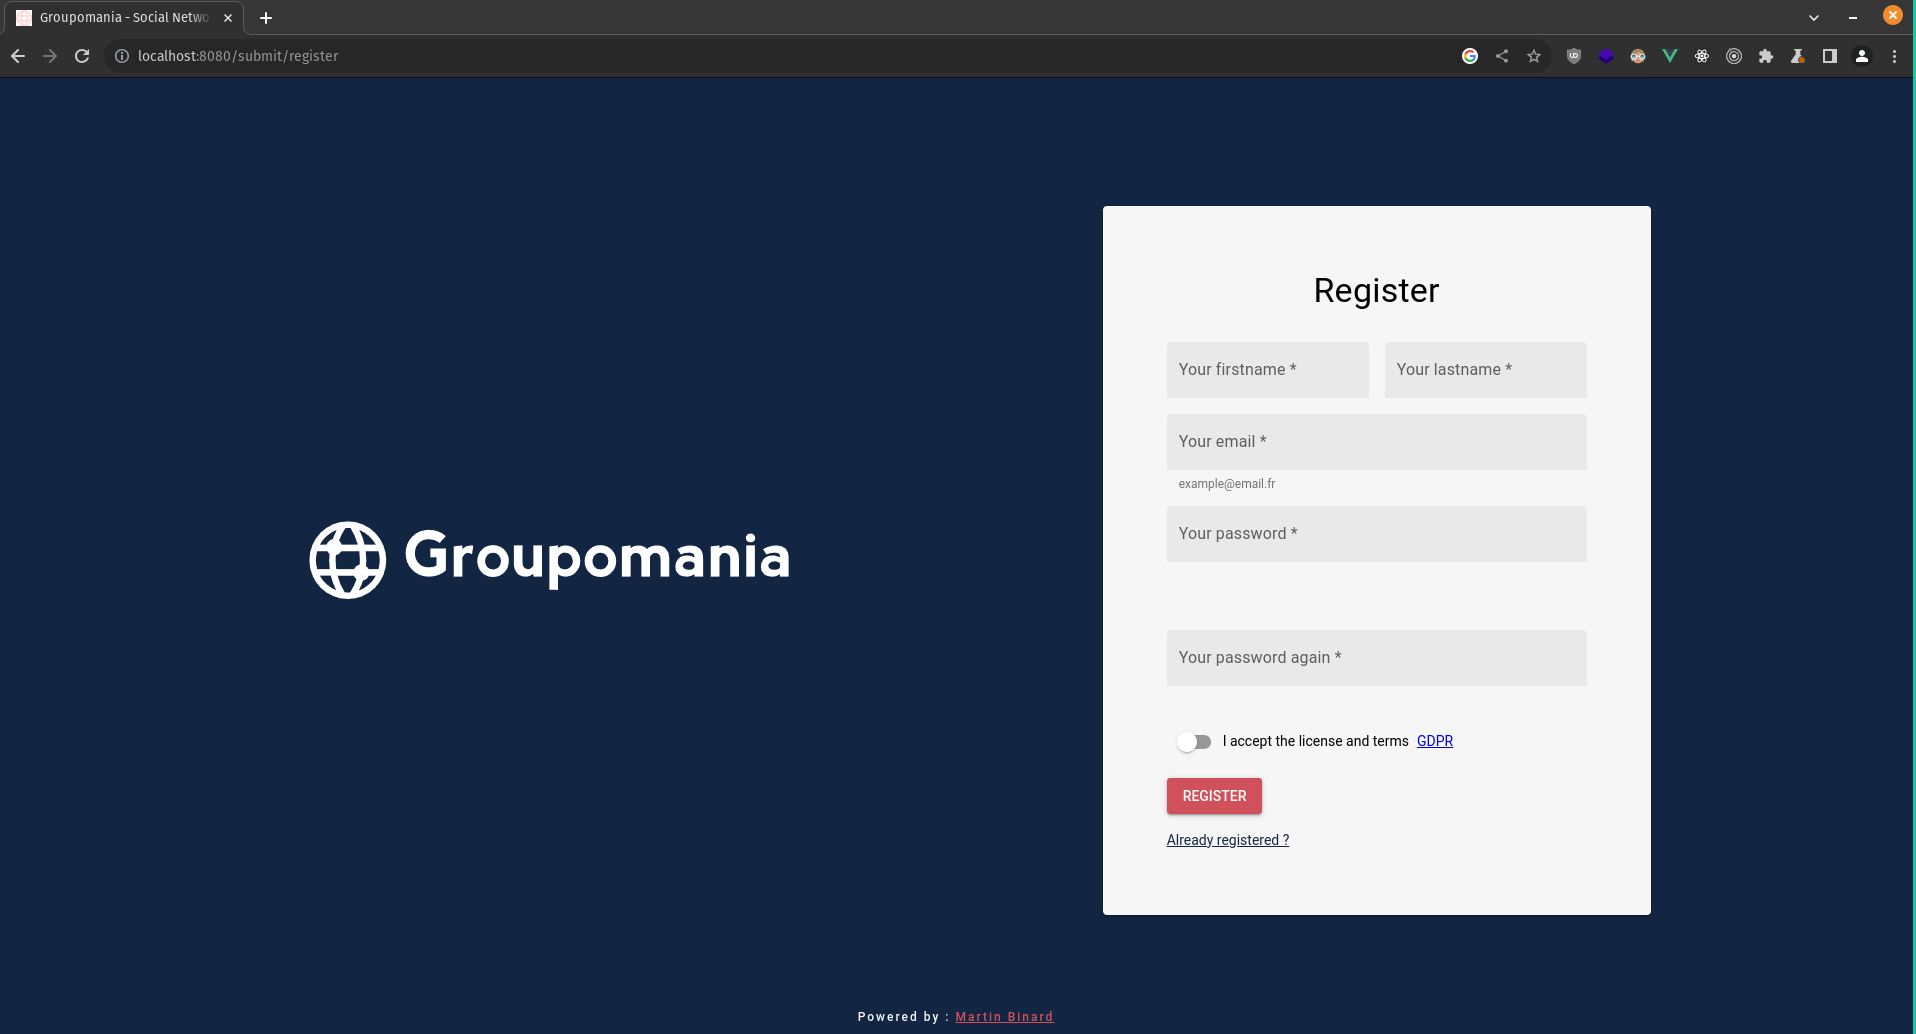 Groupomania - Social Netwo
localhost:8080/submit/register
Register
Your firstname * Your lastname *
Your email *
example@email.fr
Your password *
Groupomania
Your password again *
I accept the license and terms GDPR
REGISTER
Already registered ?
Powered by : Martin Binard